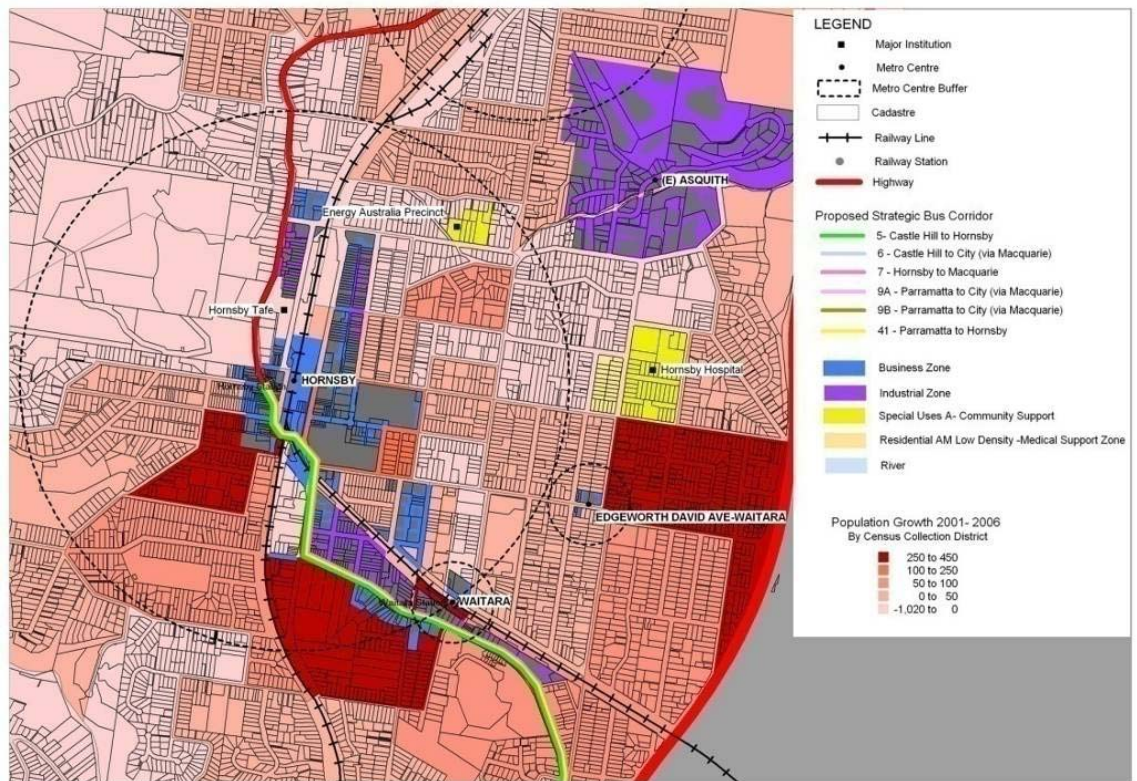 Energy Australia Precinct
(E) ASQUITH
Hornsby Tafe
Hornsby Hospital
HORNSBY
EDGEWORTH DAVID AVE-WAITARA
WAITARA
LEGEND
Major Institution
Metro Centre
Metro Centre Buffer
Cadastre
Railway Line
Railway Station
Highway
Proposed Strategic Bus Corridor
5- Castle Hill to Hornsby
6 - Castle Hill to City (via Macquarie)
7 - Hornsby to Macquarie
9A - Parramatta to City (via Macquarie)
9B - Parramatta to City (via Macquarie)
41 - Parramatta to Hornsby
Business Zone
Industrial Zone
Special Uses A- Community Support
Residential AM Low Density -Medical Support Zone
River
Population Growth 2001- 2006
By Census Collection District
250 to 450
100 to 250
50 to 100
0 to 50
-1,020 to 0